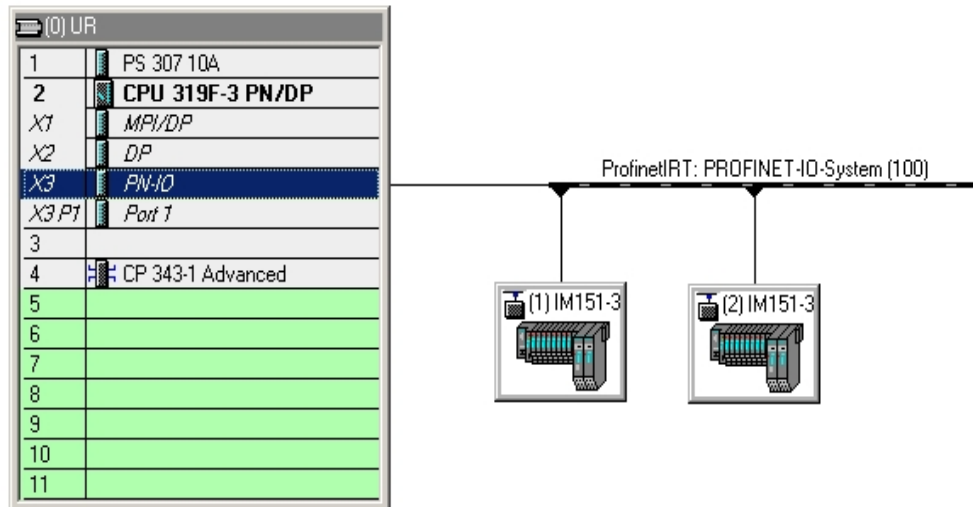 (0) UR
1 PS 307 10A
2 CPU 319F-3 PN/DP
X1 MPI/DP
X2 DP
X3 PN-IO
X3 P1 Port 1
3
4 CP 343-1 Advanced
5
6
7
8
9
10
11
ProfinetIRT: PROFINET-IO-System (100)
(1) IM151-3
(2) IM151-3